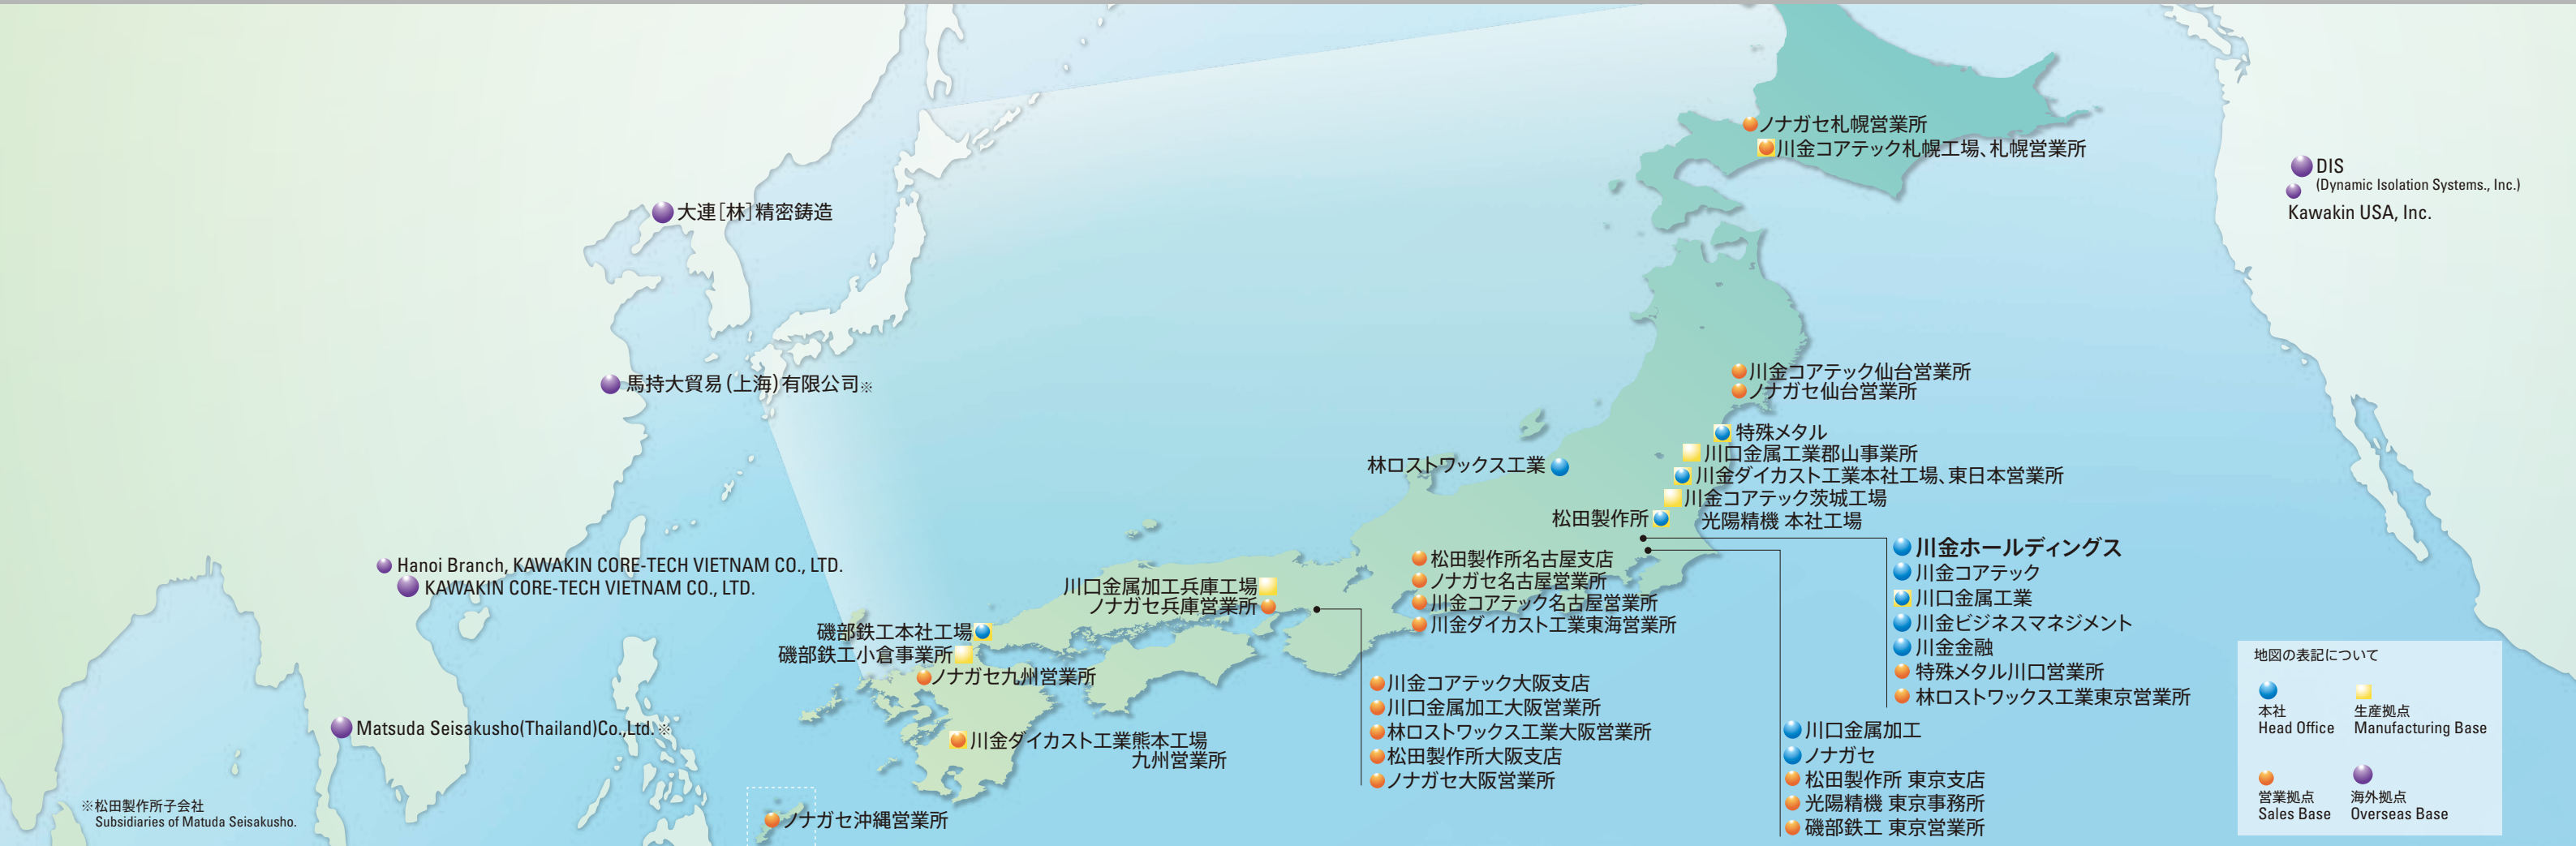 ノナガセ札幌営業所
川金コアテック札幌工場、札幌営業所
DIS
(Dynamic Isolation Systems., Inc.)
Kawakin USA, Inc.
大連[林]精密鋳造
馬持大貿易(上海)有限公司※
川金コアテック仙台営業所
ノナガセ仙台営業所
特殊メタル
川口金属工業郡山事業所
林ロストワックス工業
川金ダイカスト工業本社工場、東日本営業所
川金コアテック茨城工場
松田製作所
光陽精機 本社工場
Hanoi Branch, KAWAKIN CORE-TECH VIETNAM CO., LTD.
KAWAKIN CORE-TECH VIETNAM CO., LTD.
川口金属加工兵庫工場
ノナガセ兵庫営業所
松田製作所名古屋支店
ノナガセ名古屋営業所
川金コアテック名古屋営業所
川金ダイカスト工業東海営業所
川金ホールディングス
川金コアテック
川口金属工業
川金ビジネスマネジメント
川金金融
特殊メタル川口営業所
林ロストワックス工業東京営業所
磯部鉄工本社工場
磯部鉄工小倉事業所
ノナガセ九州営業所
川金コアテック大阪支店
川口金属加工大阪営業所
林ロストワックス工業大阪営業所
松田製作所大阪支店
ノナガセ大阪営業所
川口金属加工
ノナガセ
松田製作所 東京支店
光陽精機 東京事務所
磯部鉄工 東京営業所
Matsuda Seisakusho(Thailand)Co.,Ltd.※
川金ダイカスト工業熊本工場
九州営業所
ノナガセ沖縄営業所
※松田製作所子会社
Subsidiaries of Matuda Seisakusho.
地図の表記について
本社
Head Office
生産拠点
Manufacturing Base
営業拠点
Sales Base
海外拠点
Overseas Base